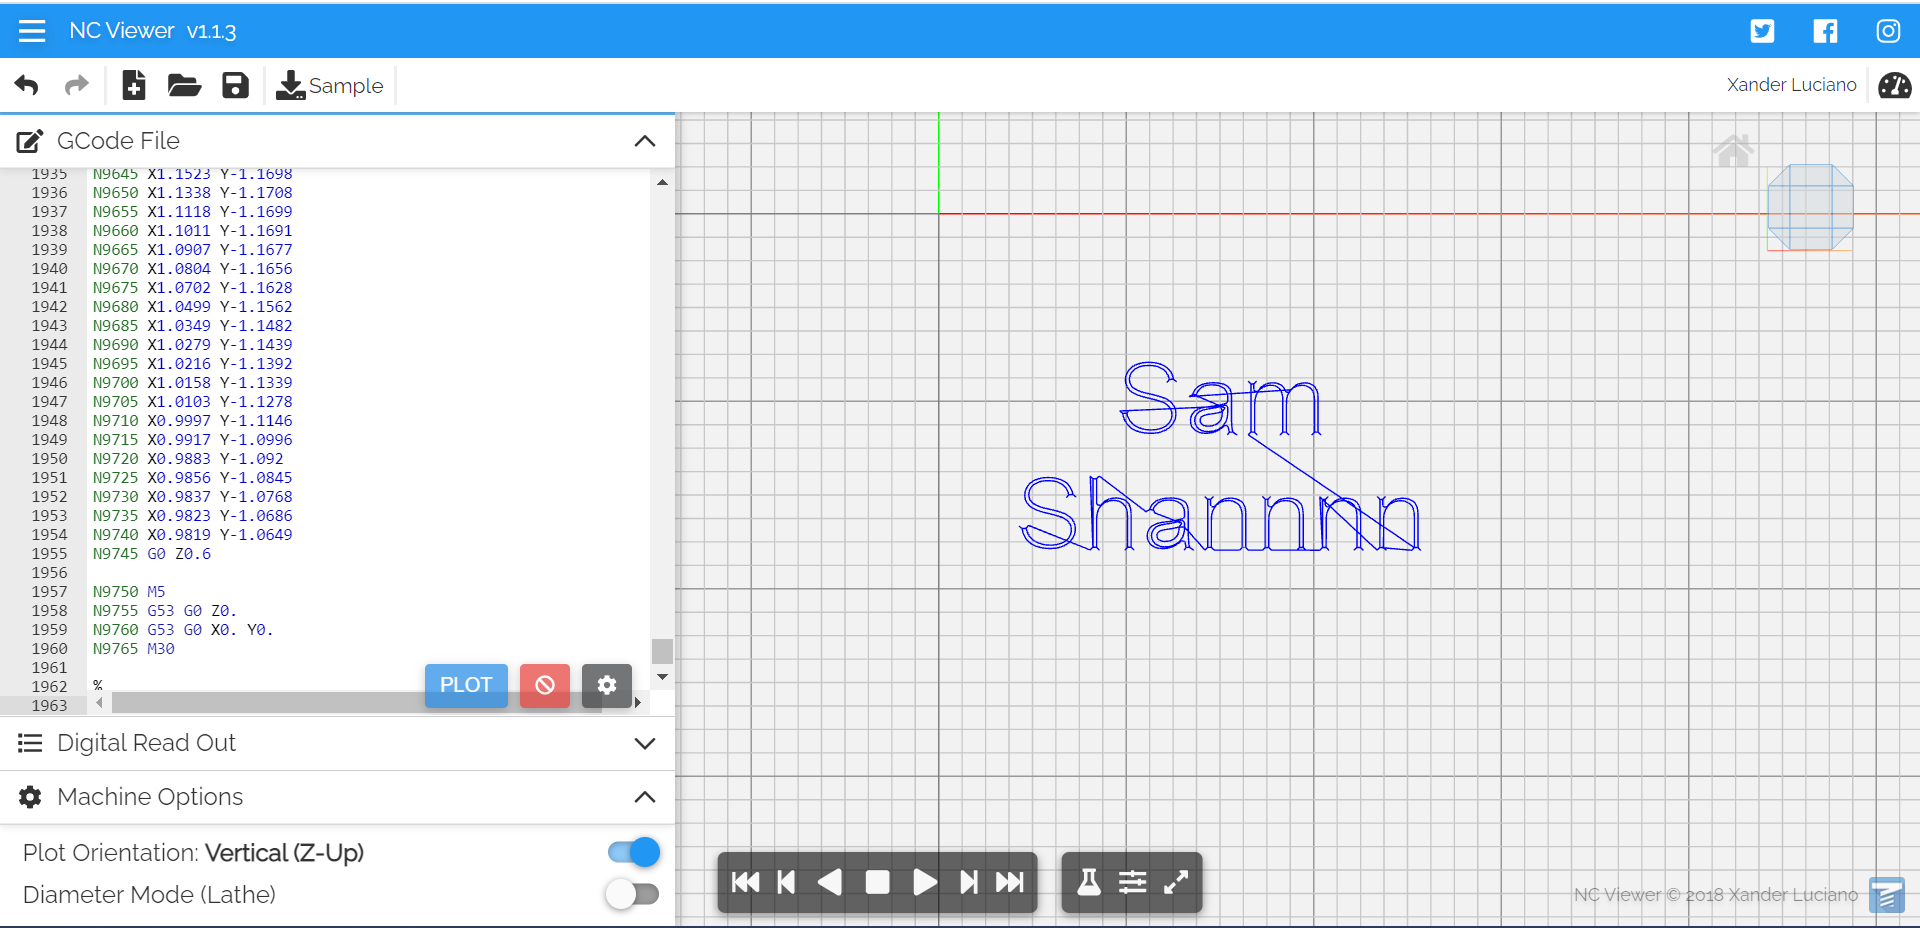 NC Viewer v1.1.3
Sample
Xander Luciano
GCode File
1935 N9645 X1.1523 Y-1.1698
1936 N9650 X1.1338 Y-1.1708
1937 N9655 X1.1118 Y-1.1699
1938 N9660 X1.1011 Y-1.1691
1939 N9665 X1.0907 Y-1.1677
1940 N9670 X1.0804 Y-1.1656
1941 N9675 X1.0702 Y-1.1628
1942 N9680 X1.0499 Y-1.1562
1943 N9685 X1.0349 Y-1.1482
1944 N9690 X1.0279 Y-1.1439
1945 N9695 X1.0216 Y-1.1392
1946 N9700 X1.0158 Y-1.1339
1947 N9705 X1.0103 Y-1.1278
1948 N9710 X0.9997 Y-1.1146
1949 N9715 X0.9917 Y-1.0996
1950 N9720 X0.9883 Y-1.092
1951 N9725 X0.9856 Y-1.0845
1952 N9730 X0.9837 Y-1.0768
1953 N9735 X0.9823 Y-1.0686
1954 N9740 X0.9819 Y-1.0649
1955 N9745 G0 Z0.6
1956
1957 N9750 M5
1958 N9755 G53 G0 Z0.
1959 N9760 G53 G0 X0. Y0.
1960 N9765 M30
1961
1962 %
1963
PLOT
Digital Read Out
Machine Options
Plot Orientation: Vertical (Z-Up)
Diameter Mode (Lathe)
Sam
Shannnn
NC Viewer © 2018 Xander Luciano